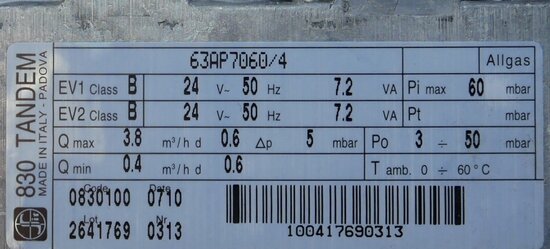 830 TANDEM
MADE IN ITALY - PADOVA
63AP7060/4 Allgas
EV1 Class B 24 V~ 50 Hz 7.2 VA Pi max 60 mbar
EV2 Class B 24 V~ 50 Hz 7.2 VA Pt mbar
Q max 3.8 m³/h d 0.6 Δp 5 mbar Po 3 ÷ 50 mbar
Q min 0.4 m³/h d 0.6 T amb. 0 ÷ 60°C
Code Date
0830100 0710
Lot
2641769 0313
100417690313